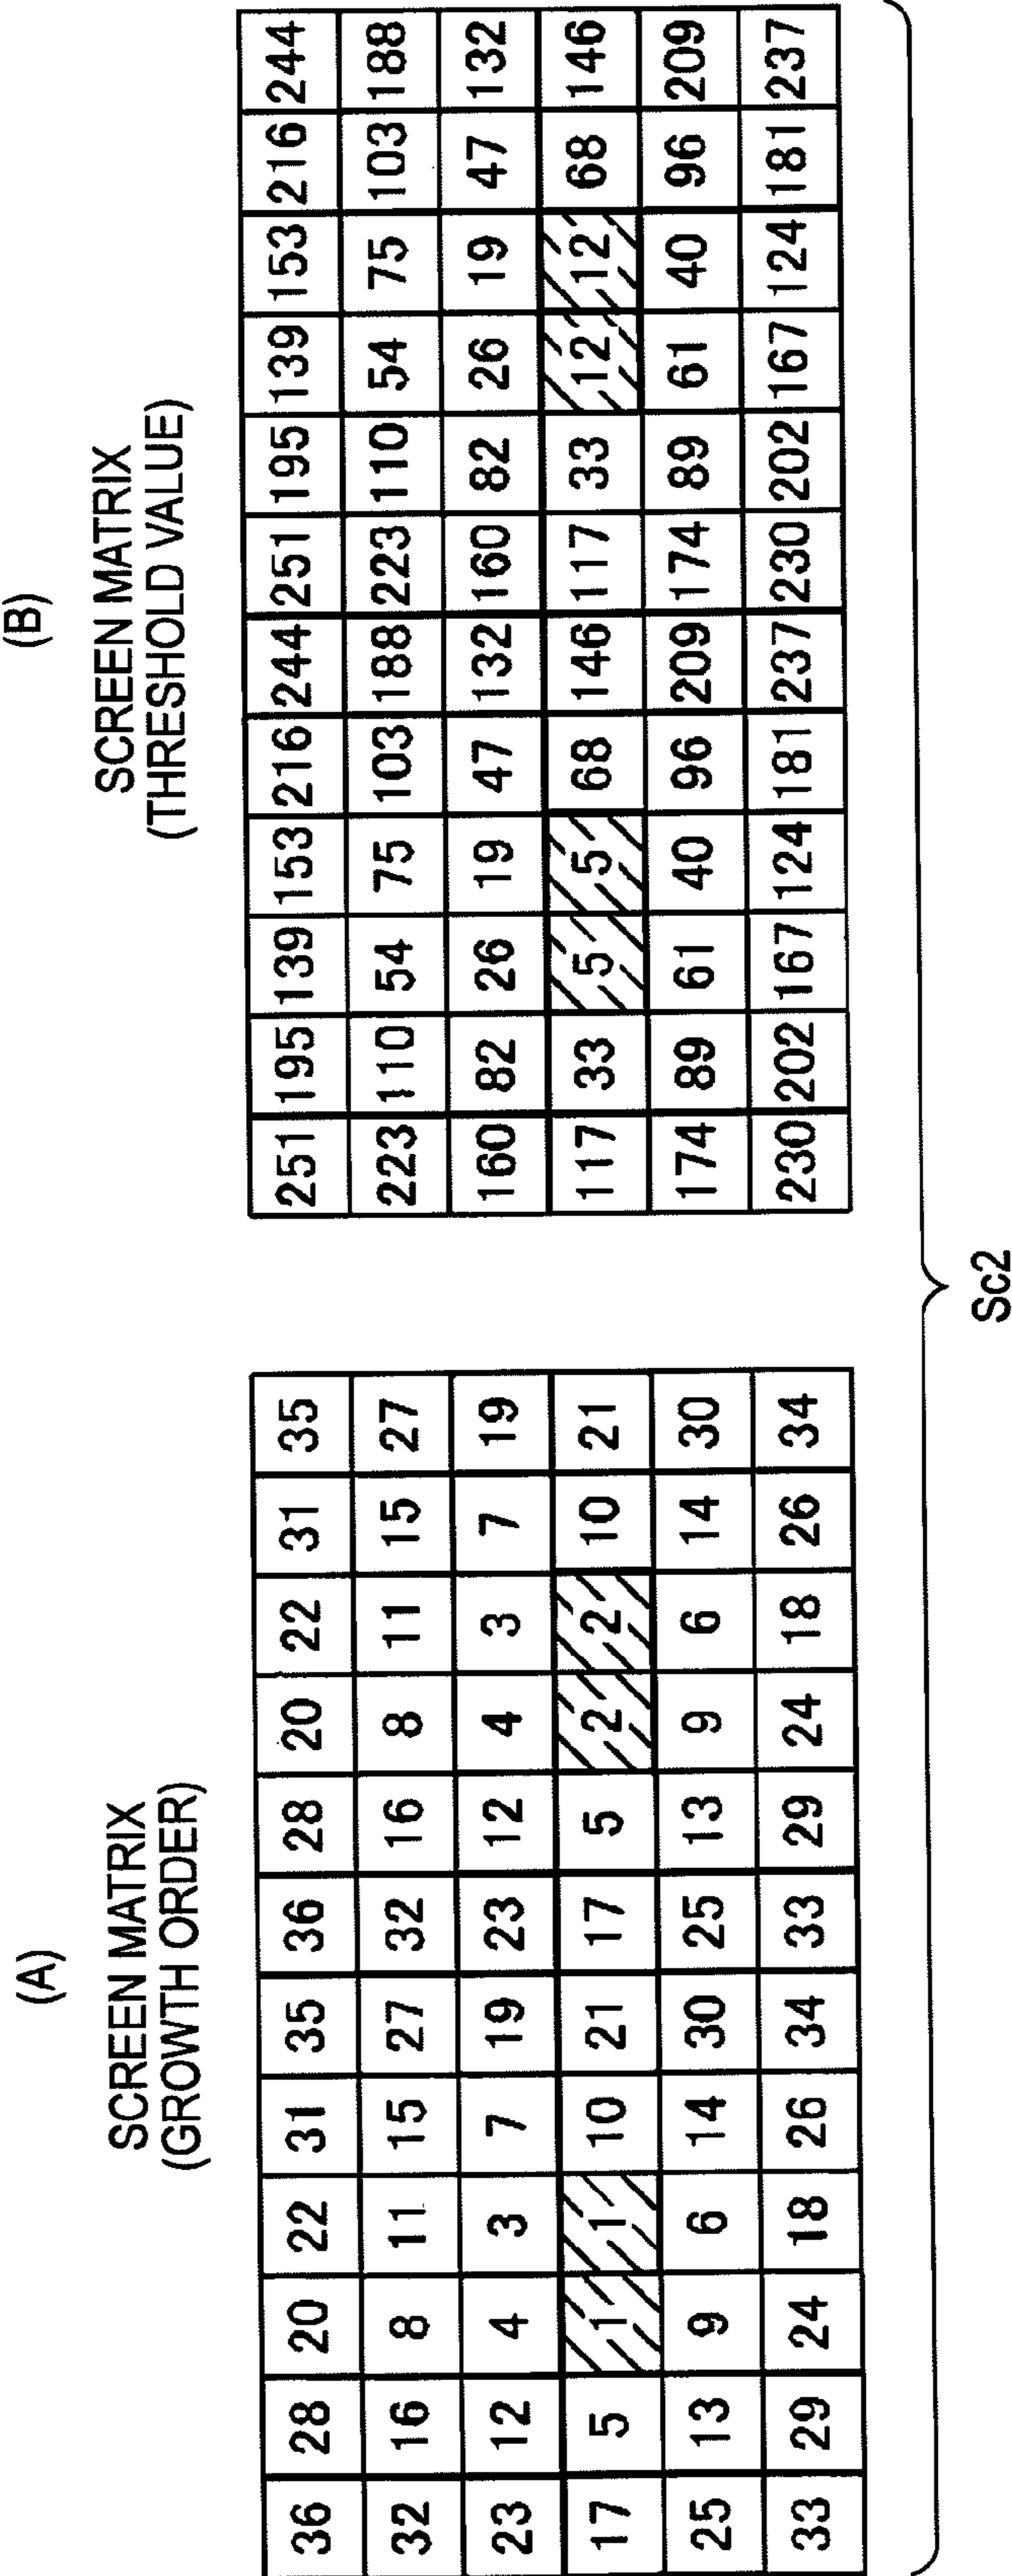 (A)
SCREEN MATRIX
(GROWTH ORDER)
36 28 20 22 31 35 36 28 20 22 31 35
32 16 8 11 15 27 32 16 8 11 15 27
23 12 4 3 7 19 23 12 4 3 7 19
17 5 1 1 10 21 17 5 2 2 10 21
25 13 9 6 14 30 25 13 9 6 14 30
33 29 24 18 26 34 33 29 24 18 26 34
(B)
SCREEN MATRIX
(THRESHOLD VALUE)
251 195 139 153 216 244 251 195 139 153 216 244
223 110 54 75 103 188 223 110 54 75 103 188
160 82 26 19 47 132 160 82 26 19 47 132
117 33 5 5 68 146 117 33 12 12 68 146
174 89 61 40 96 209 174 89 61 40 96 209
230 202 167 124 181 237 230 202 167 124 181 237
Sc2